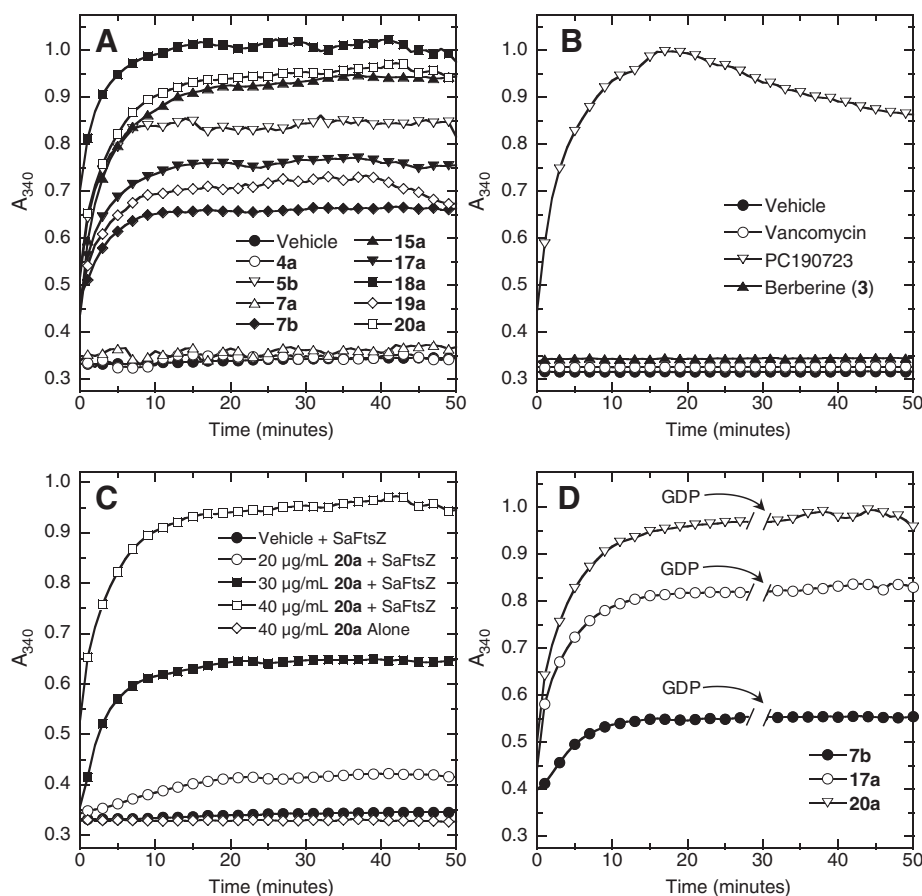 A
1.0
0.9
0.8
0.7
0.6
0.5
0.4
0.3
A340
0 10 20 30 40 50
Time (minutes)
Vehicle
4a
5b
7a
7b
15a
17a
18a
19a
20a
B
1.0
0.9
0.8
0.7
0.6
0.5
0.4
0.3
A340
0 10 20 30 40 50
Time (minutes)
Vehicle
Vancomycin
PC190723
Berberine (3)
C
1.0
0.9
0.8
0.7
0.6
0.5
0.4
0.3
A340
0 10 20 30 40 50
Time (minutes)
Vehicle + SaFtsZ
20 µg/mL 20a + SaFtsZ
30 µg/mL 20a + SaFtsZ
40 µg/mL 20a + SaFtsZ
40 µg/mL 20a Alone
D
1.0
0.9
0.8
0.7
0.6
0.5
0.4
0.3
A340
0 10 20 30 40 50
Time (minutes)
GDP
GDP
GDP
7b
17a
20a